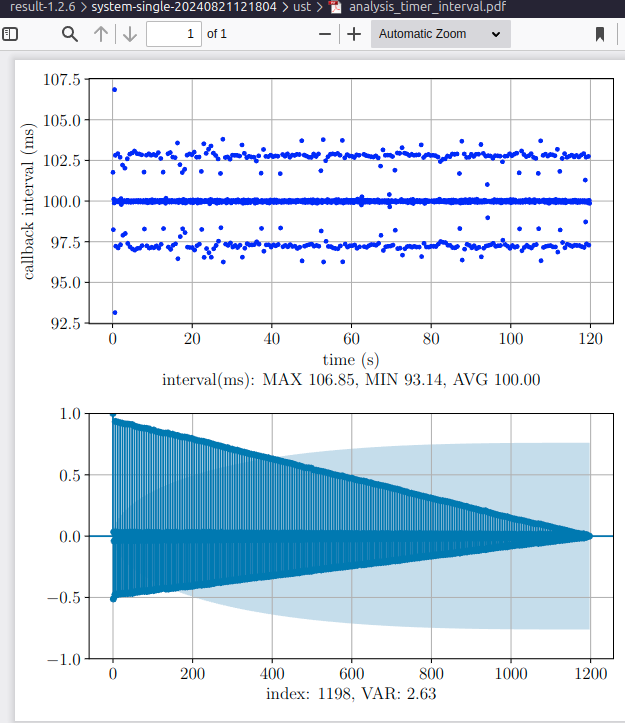 result-1.2.6 > system-single-20240821121804 > ust > analysis_timer_interval.pdf
1 of 1 Automatic Zoom
107.5
105.0
102.5
100.0
97.5
95.0
92.5
callback interval (ms)
0 20 40 60 80 100 120
time (s)
interval(ms): MAX 106.85, MIN 93.14, AVG 100.00
1.0
0.5
0.0
−0.5
−1.0
0 200 400 600 800 1000 1200
index: 1198, VAR: 2.63